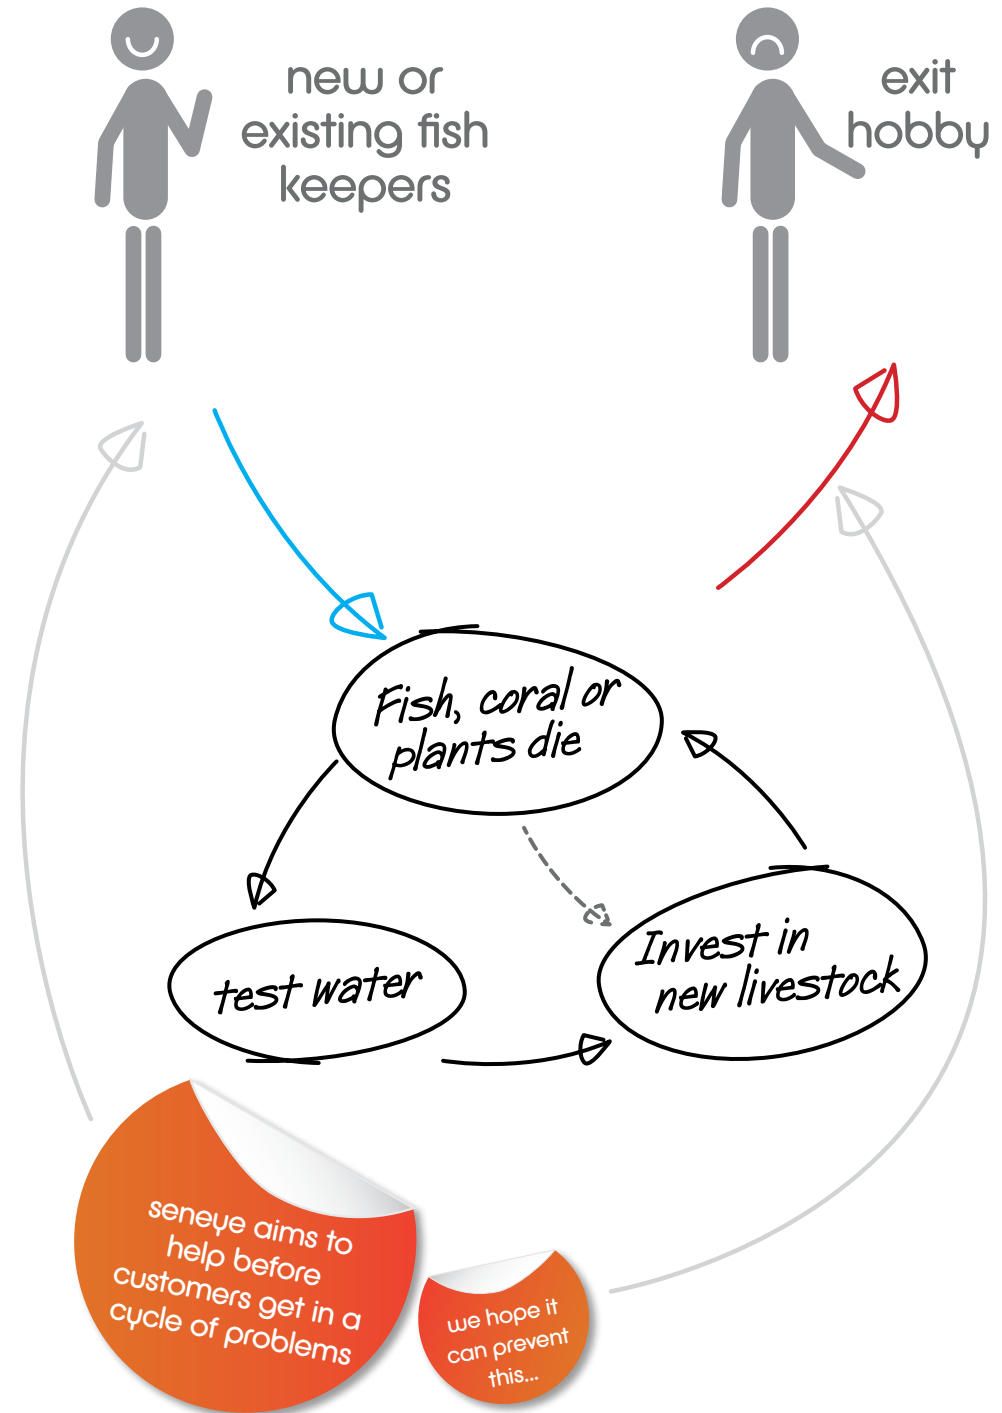 new or
existing fish
keepers
exit
hobby
Fish, coral or
plants die
test water
Invest in
new livestock
seneye aims to
help before
customers get in a
cycle of problems
we hope it
can prevent
this...